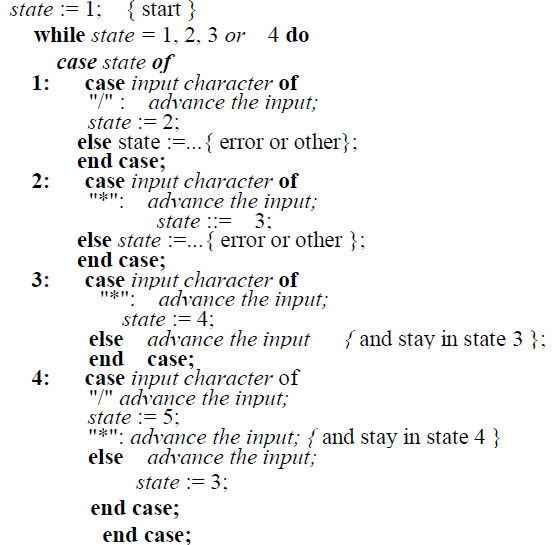 state := 1; { start }
while state = 1, 2, 3 or 4 do
case state of
1: case input character of
"/" : advance the input;
state := 2;
else state :=...{ error or other};
end case;
2: case input character of
"*": advance the input;
state ::= 3;
else state :=...{ error or other };
end case;
3: case input character of
"*": advance the input;
state := 4;
else advance the input { and stay in state 3 };
end case;
4: case input character of
"/" advance the input;
state := 5;
"*": advance the input; { and stay in state 4 }
else advance the input;
state := 3;
end case;
end case;